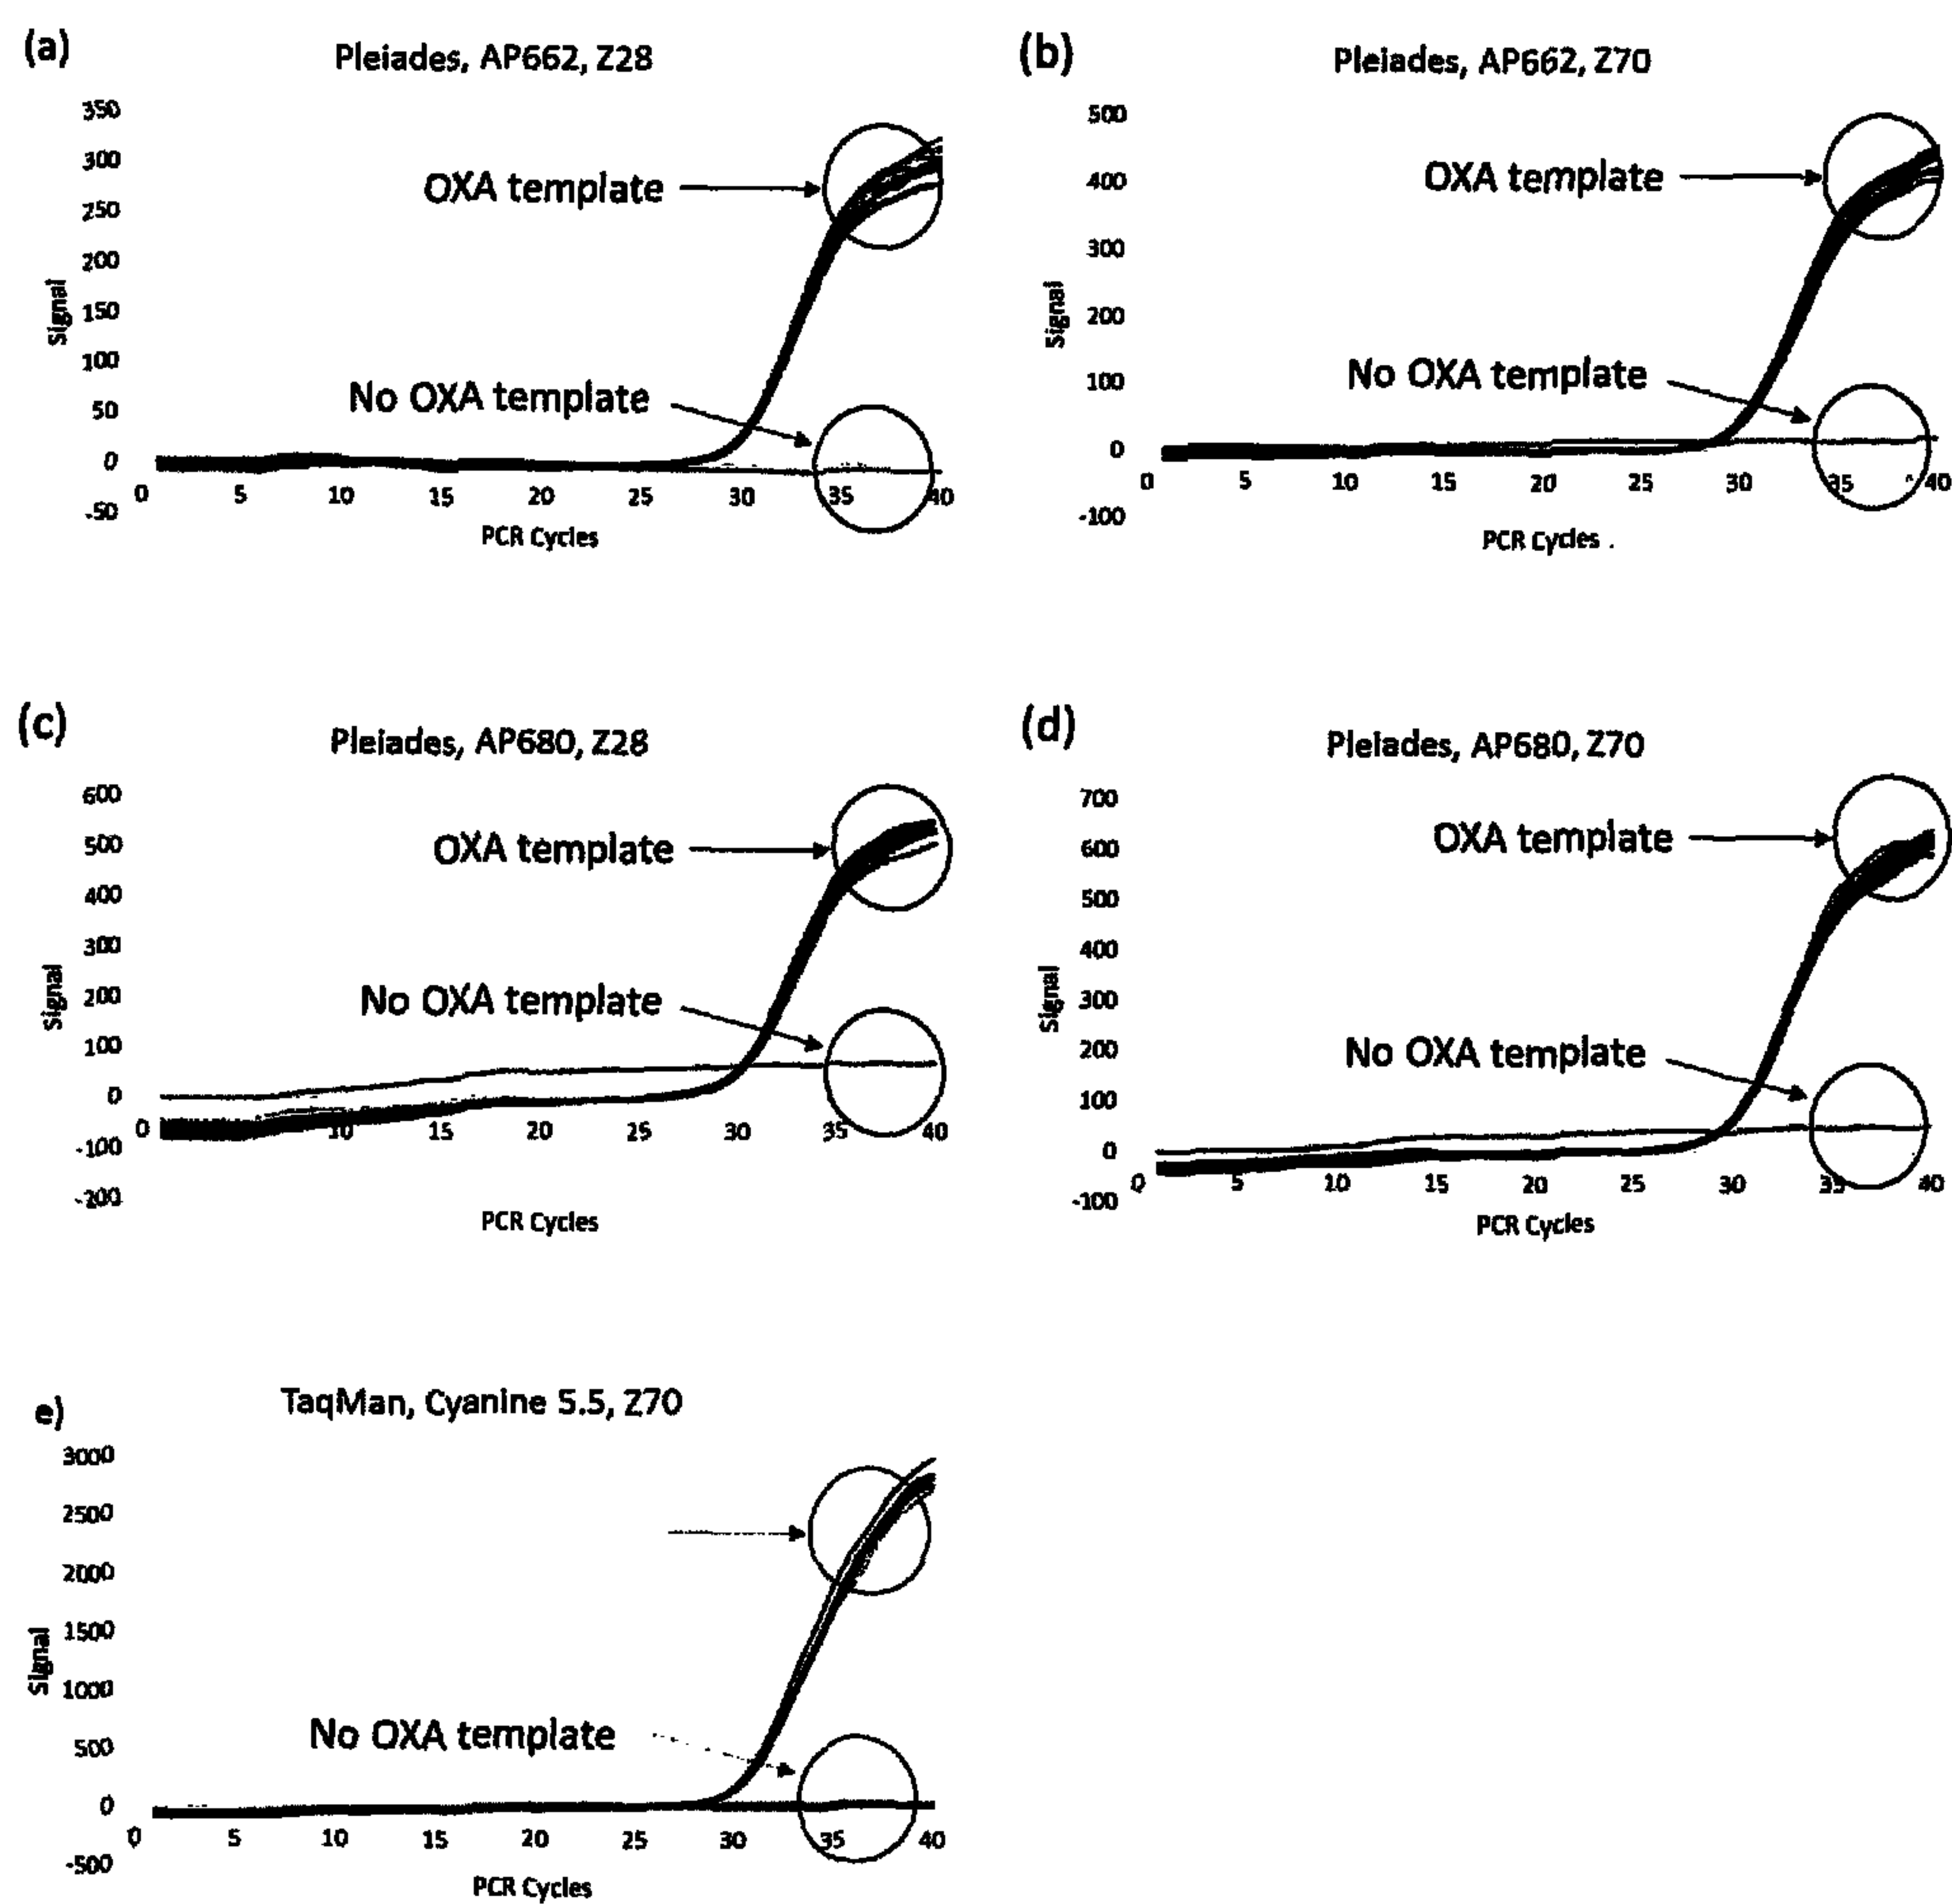 (a)
Pleiades, AP662, Z28
350
300
250
200
150
100
50
0
-50
Signal
OXA template
No OXA template
0 5 10 15 20 25 30 35 40
PCR Cycles
(b)
Pleiades, AP662, Z70
500
400
300
200
100
0
-100
Signal
OXA template
No OXA template
0 5 10 15 20 25 30 35 40
PCR Cycles .
(c)
Pleiades, AP680, Z28
600
500
400
300
200
100
0
-100
-200
Signal
OXA template
No OXA template
0 10 15 20 25 30 35 40
PCR Cycles
(d)
Pleiades, AP680, Z70
700
600
500
400
300
200
100
0
-100
Signal
OXA template
No OXA template
0 5 10 15 20 25 30 35 40
PCR Cycles
e)
TaqMan, Cyanine 5.5, Z70
3000
2500
2000
1500
1000
500
0
-500
Signal
No OXA template
0 5 10 15 20 25 30 35 40
PCR Cycles